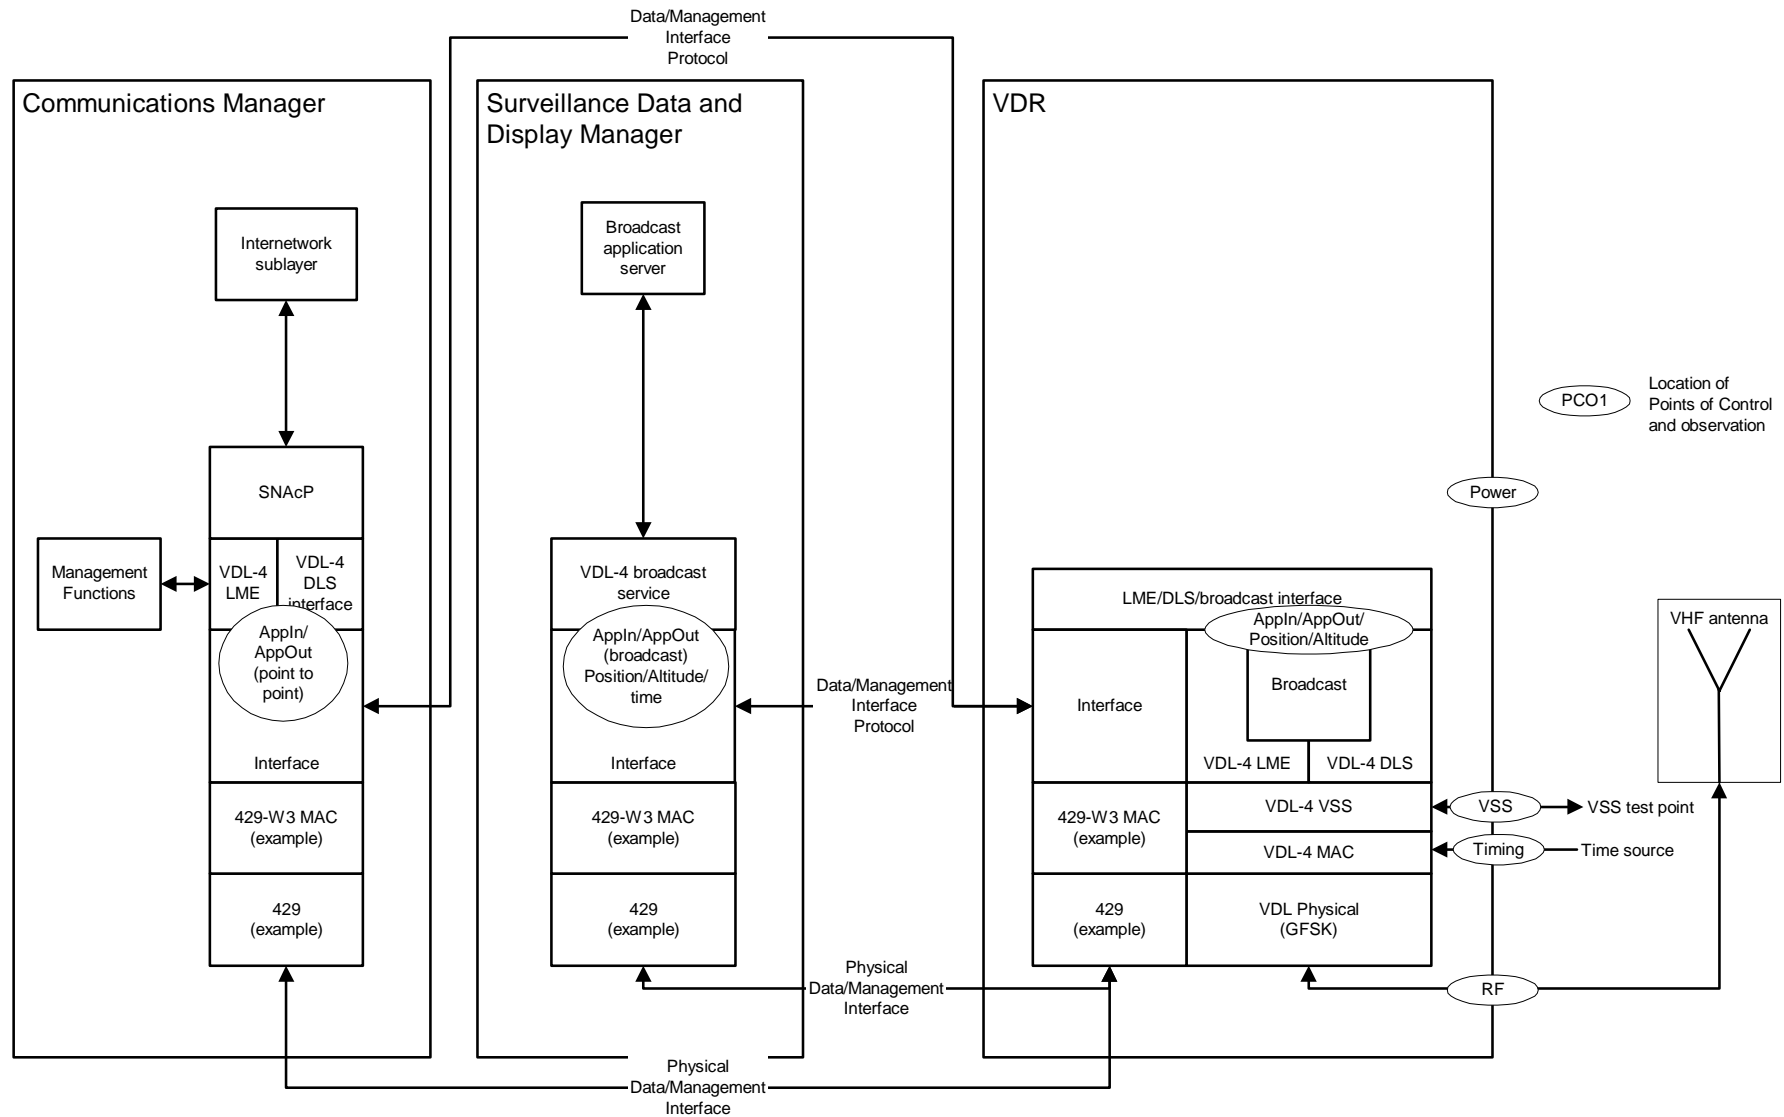 Data/Management
Interface
Protocol
Communications Manager
Surveillance Data and
Display Manager
VDR
Internetwork
sublayer
Broadcast
application
server
PCO1
Location of
Points of Control
and observation
SNAcP
Power
Management
Functions
VDL-4
LME
VDL-4
DLS
interface
VDL-4 broadcast
service
LME/DLS/broadcast interface
AppIn/AppOut/
Position/Altitude
VHF antenna
AppIn/
AppOut
(point to
point)
AppIn/AppOut
(broadcast)
Position/Altitude/
time
Data/Management
Interface
Protocol
Interface
Broadcast
Interface
Interface
VDL-4 LME
VDL-4 DLS
429-W3 MAC
(example)
429-W3 MAC
(example)
429-W3 MAC
(example)
VDL-4 VSS
VSS
VSS test point
VDL-4 MAC
Timing
Time source
429
(example)
429
(example)
429
(example)
VDL Physical
(GFSK)
Physical
Data/Management
Interface
RF
Physical
Data/Management
Interface